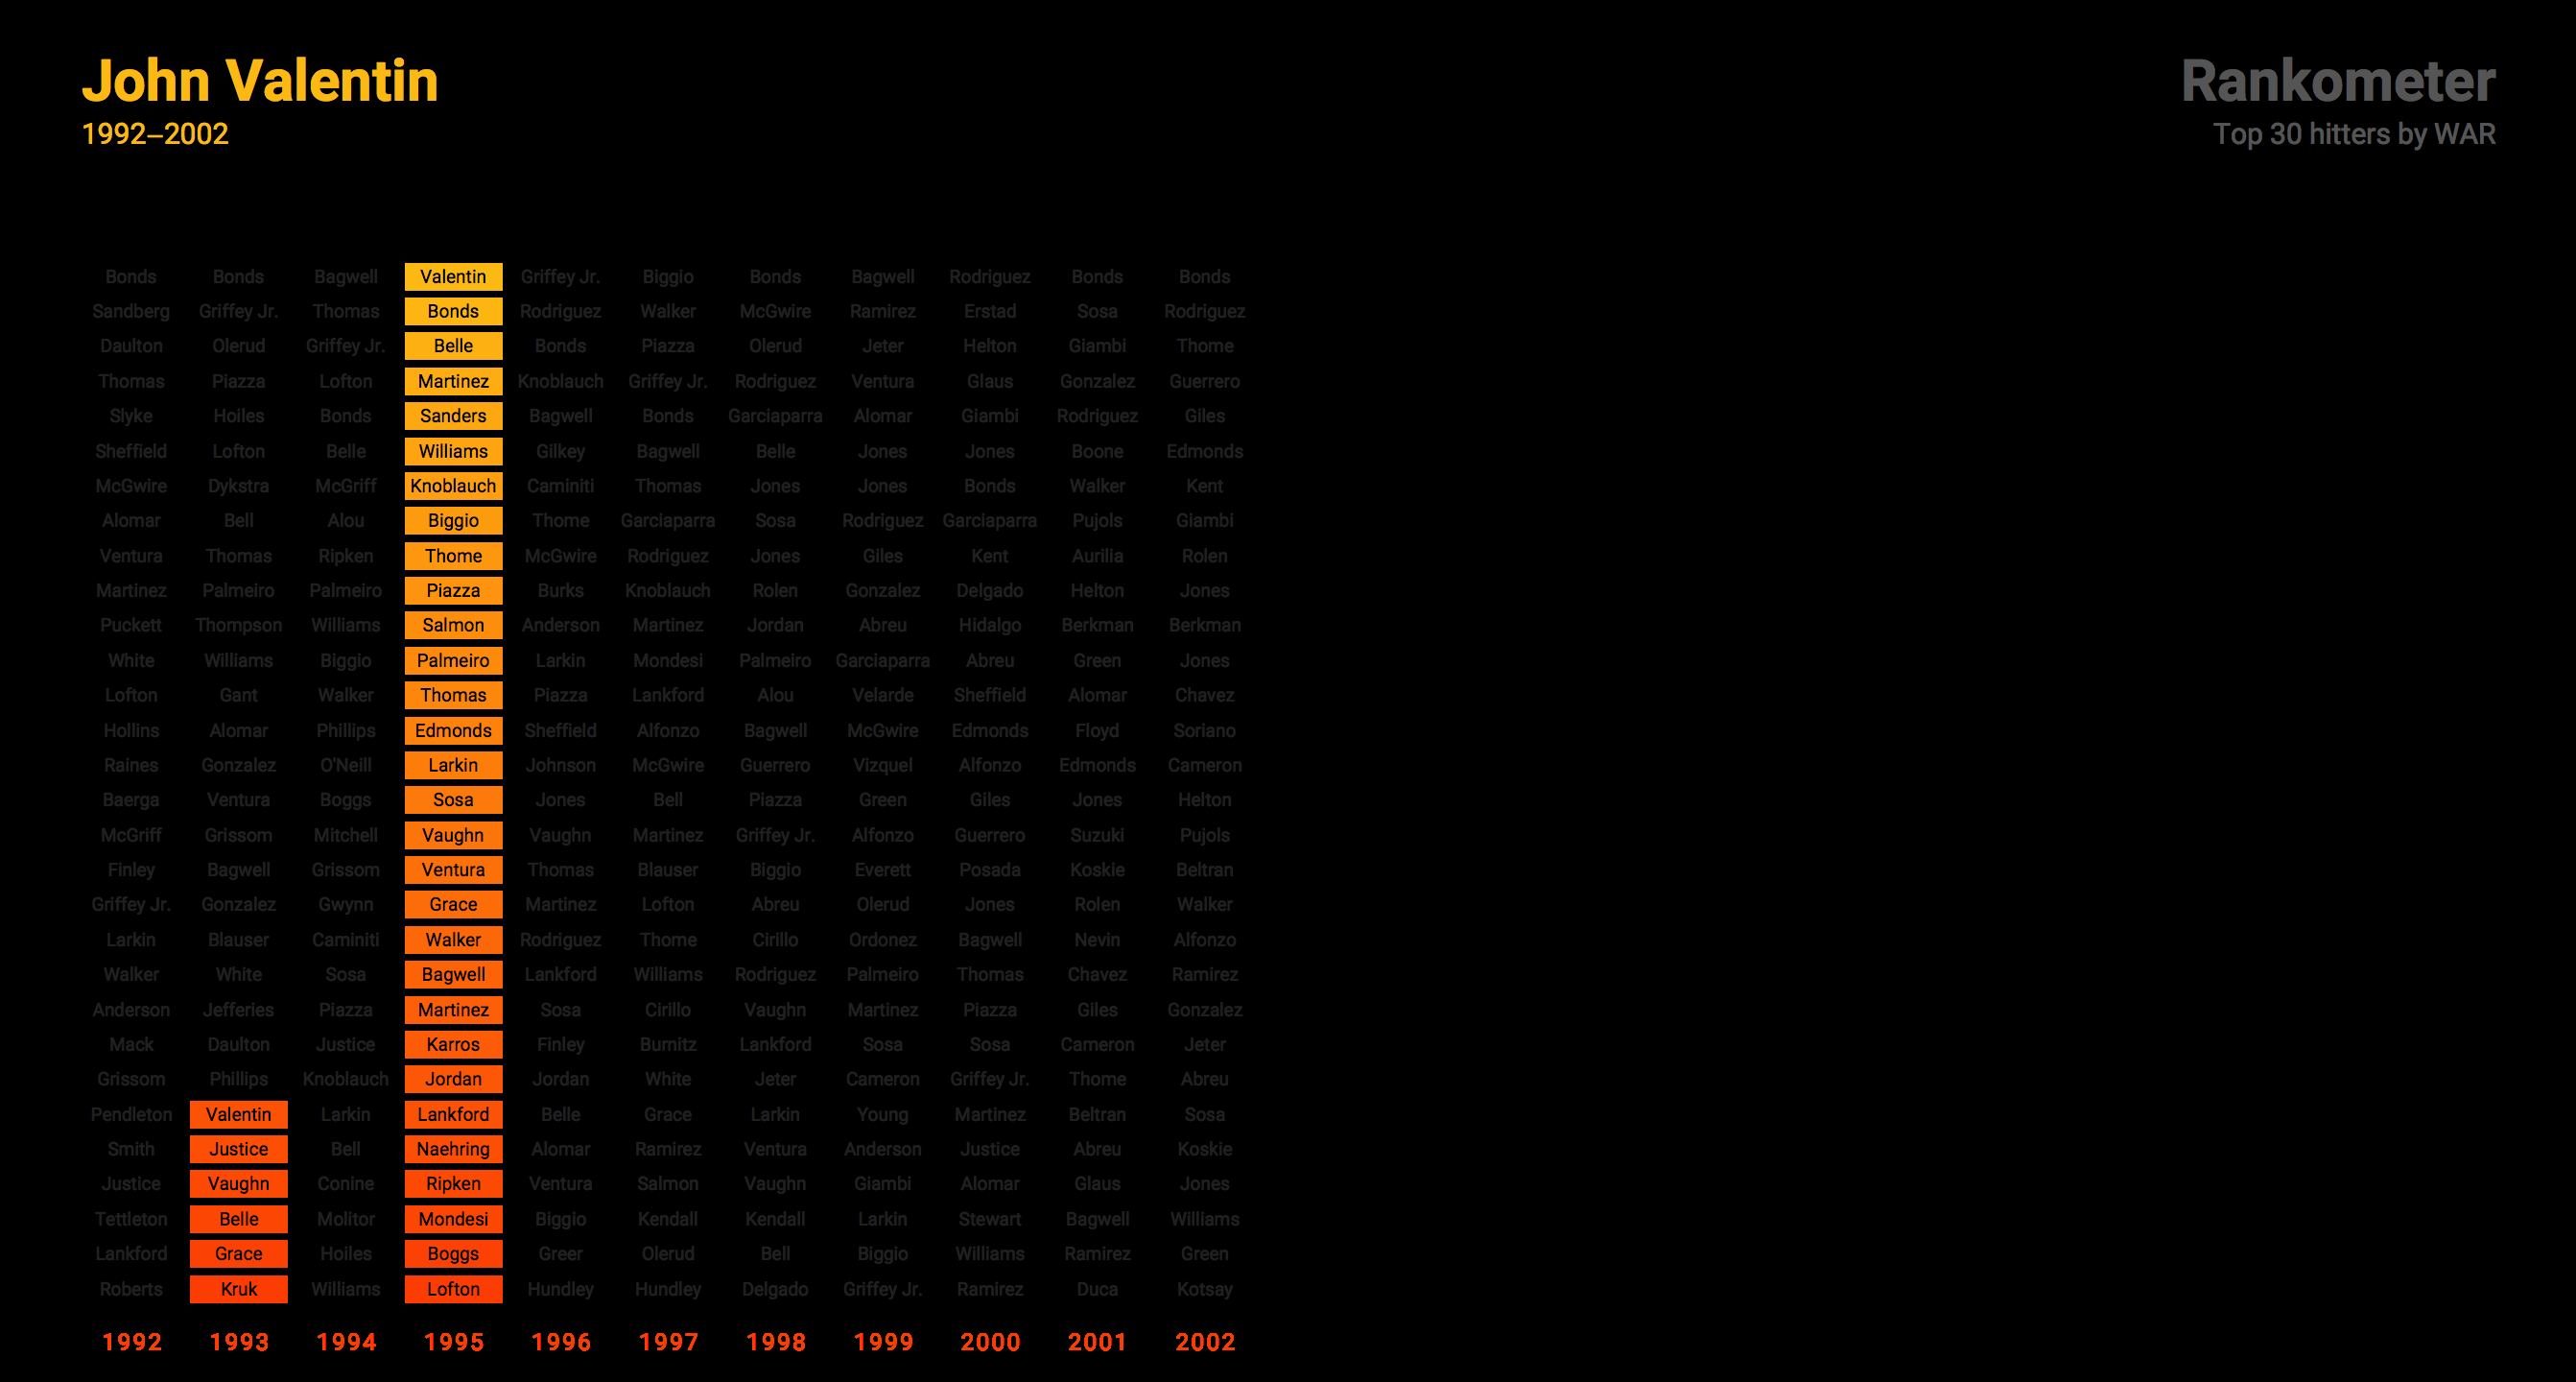 John Valentin
1992–2002
Rankometer
Top 30 hitters by WAR
Bonds Bonds Bagwell Valentin Griffey Jr. Biggio Bonds Bagwell Rodriguez Bonds Bonds
Sandberg Griffey Jr. Thomas Bonds Rodriguez Walker McGwire Ramirez Erstad Sosa Rodriguez
Daulton Olerud Griffey Jr. Belle Bonds Piazza Olerud Jeter Helton Giambi Thome
Thomas Piazza Lofton Martinez Knoblauch Griffey Jr. Rodriguez Ventura Glaus Gonzalez Guerrero
Slyke Hoiles Bonds Sanders Bagwell Bonds Garciaparra Alomar Giambi Rodriguez Giles
Sheffield Lofton Belle Williams Gilkey Bagwell Belle Jones Jones Boone Edmonds
McGwire Dykstra McGriff Knoblauch Caminiti Thomas Jones Jones Bonds Walker Kent
Alomar Bell Alou Biggio Thome Garciaparra Sosa Rodriguez Garciaparra Pujols Giambi
Ventura Thomas Ripken Thome McGwire Rodriguez Jones Giles Kent Aurilia Rolen
Martinez Palmeiro Palmeiro Piazza Burks Knoblauch Rolen Gonzalez Delgado Helton Jones
Puckett Thompson Williams Salmon Anderson Martinez Jordan Abreu Hidalgo Berkman Berkman
White Williams Biggio Palmeiro Larkin Mondesi Palmeiro Garciaparra Abreu Green Jones
Lofton Gant Walker Thomas Piazza Lankford Alou Velarde Sheffield Alomar Chavez
Hollins Alomar Phillips Edmonds Sheffield Alfonzo Bagwell McGwire Edmonds Floyd Soriano
Raines Gonzalez O'Neill Larkin Johnson McGwire Guerrero Vizquel Alfonzo Edmonds Cameron
Baerga Ventura Boggs Sosa Jones Bell Piazza Green Giles Jones Helton
McGriff Grissom Mitchell Vaughn Vaughn Martinez Griffey Jr. Alfonzo Guerrero Suzuki Pujols
Finley Bagwell Grissom Ventura Thomas Blauser Biggio Everett Posada Koskie Beltran
Griffey Jr. Gonzalez Gwynn Grace Martinez Lofton Abreu Olerud Jones Rolen Walker
Larkin Blauser Caminiti Walker Rodriguez Thome Cirillo Ordonez Bagwell Nevin Alfonzo
Walker White Sosa Bagwell Lankford Williams Rodriguez Palmeiro Thomas Chavez Ramirez
Anderson Jefferies Piazza Martinez Sosa Cirillo Vaughn Martinez Piazza Giles Gonzalez
Mack Daulton Justice Karros Finley Burnitz Lankford Sosa Sosa Cameron Jeter
Grissom Phillips Knoblauch Jordan Jordan White Jeter Cameron Griffey Jr. Thome Abreu
Pendleton Valentin Larkin Lankford Belle Grace Larkin Young Martinez Beltran Sosa
Smith Justice Bell Naehring Alomar Ramirez Ventura Anderson Justice Abreu Koskie
Justice Vaughn Conine Ripken Ventura Salmon Vaughn Giambi Alomar Glaus Jones
Tettleton Belle Molitor Mondesi Biggio Kendall Kendall Larkin Stewart Bagwell Williams
Lankford Grace Hoiles Boggs Greer Olerud Bell Biggio Williams Ramirez Green
Roberts Kruk Williams Lofton Hundley Hundley Delgado Griffey Jr. Ramirez Duca Kotsay
1992 1993 1994 1995 1996 1997 1998 1999 2000 2001 2002